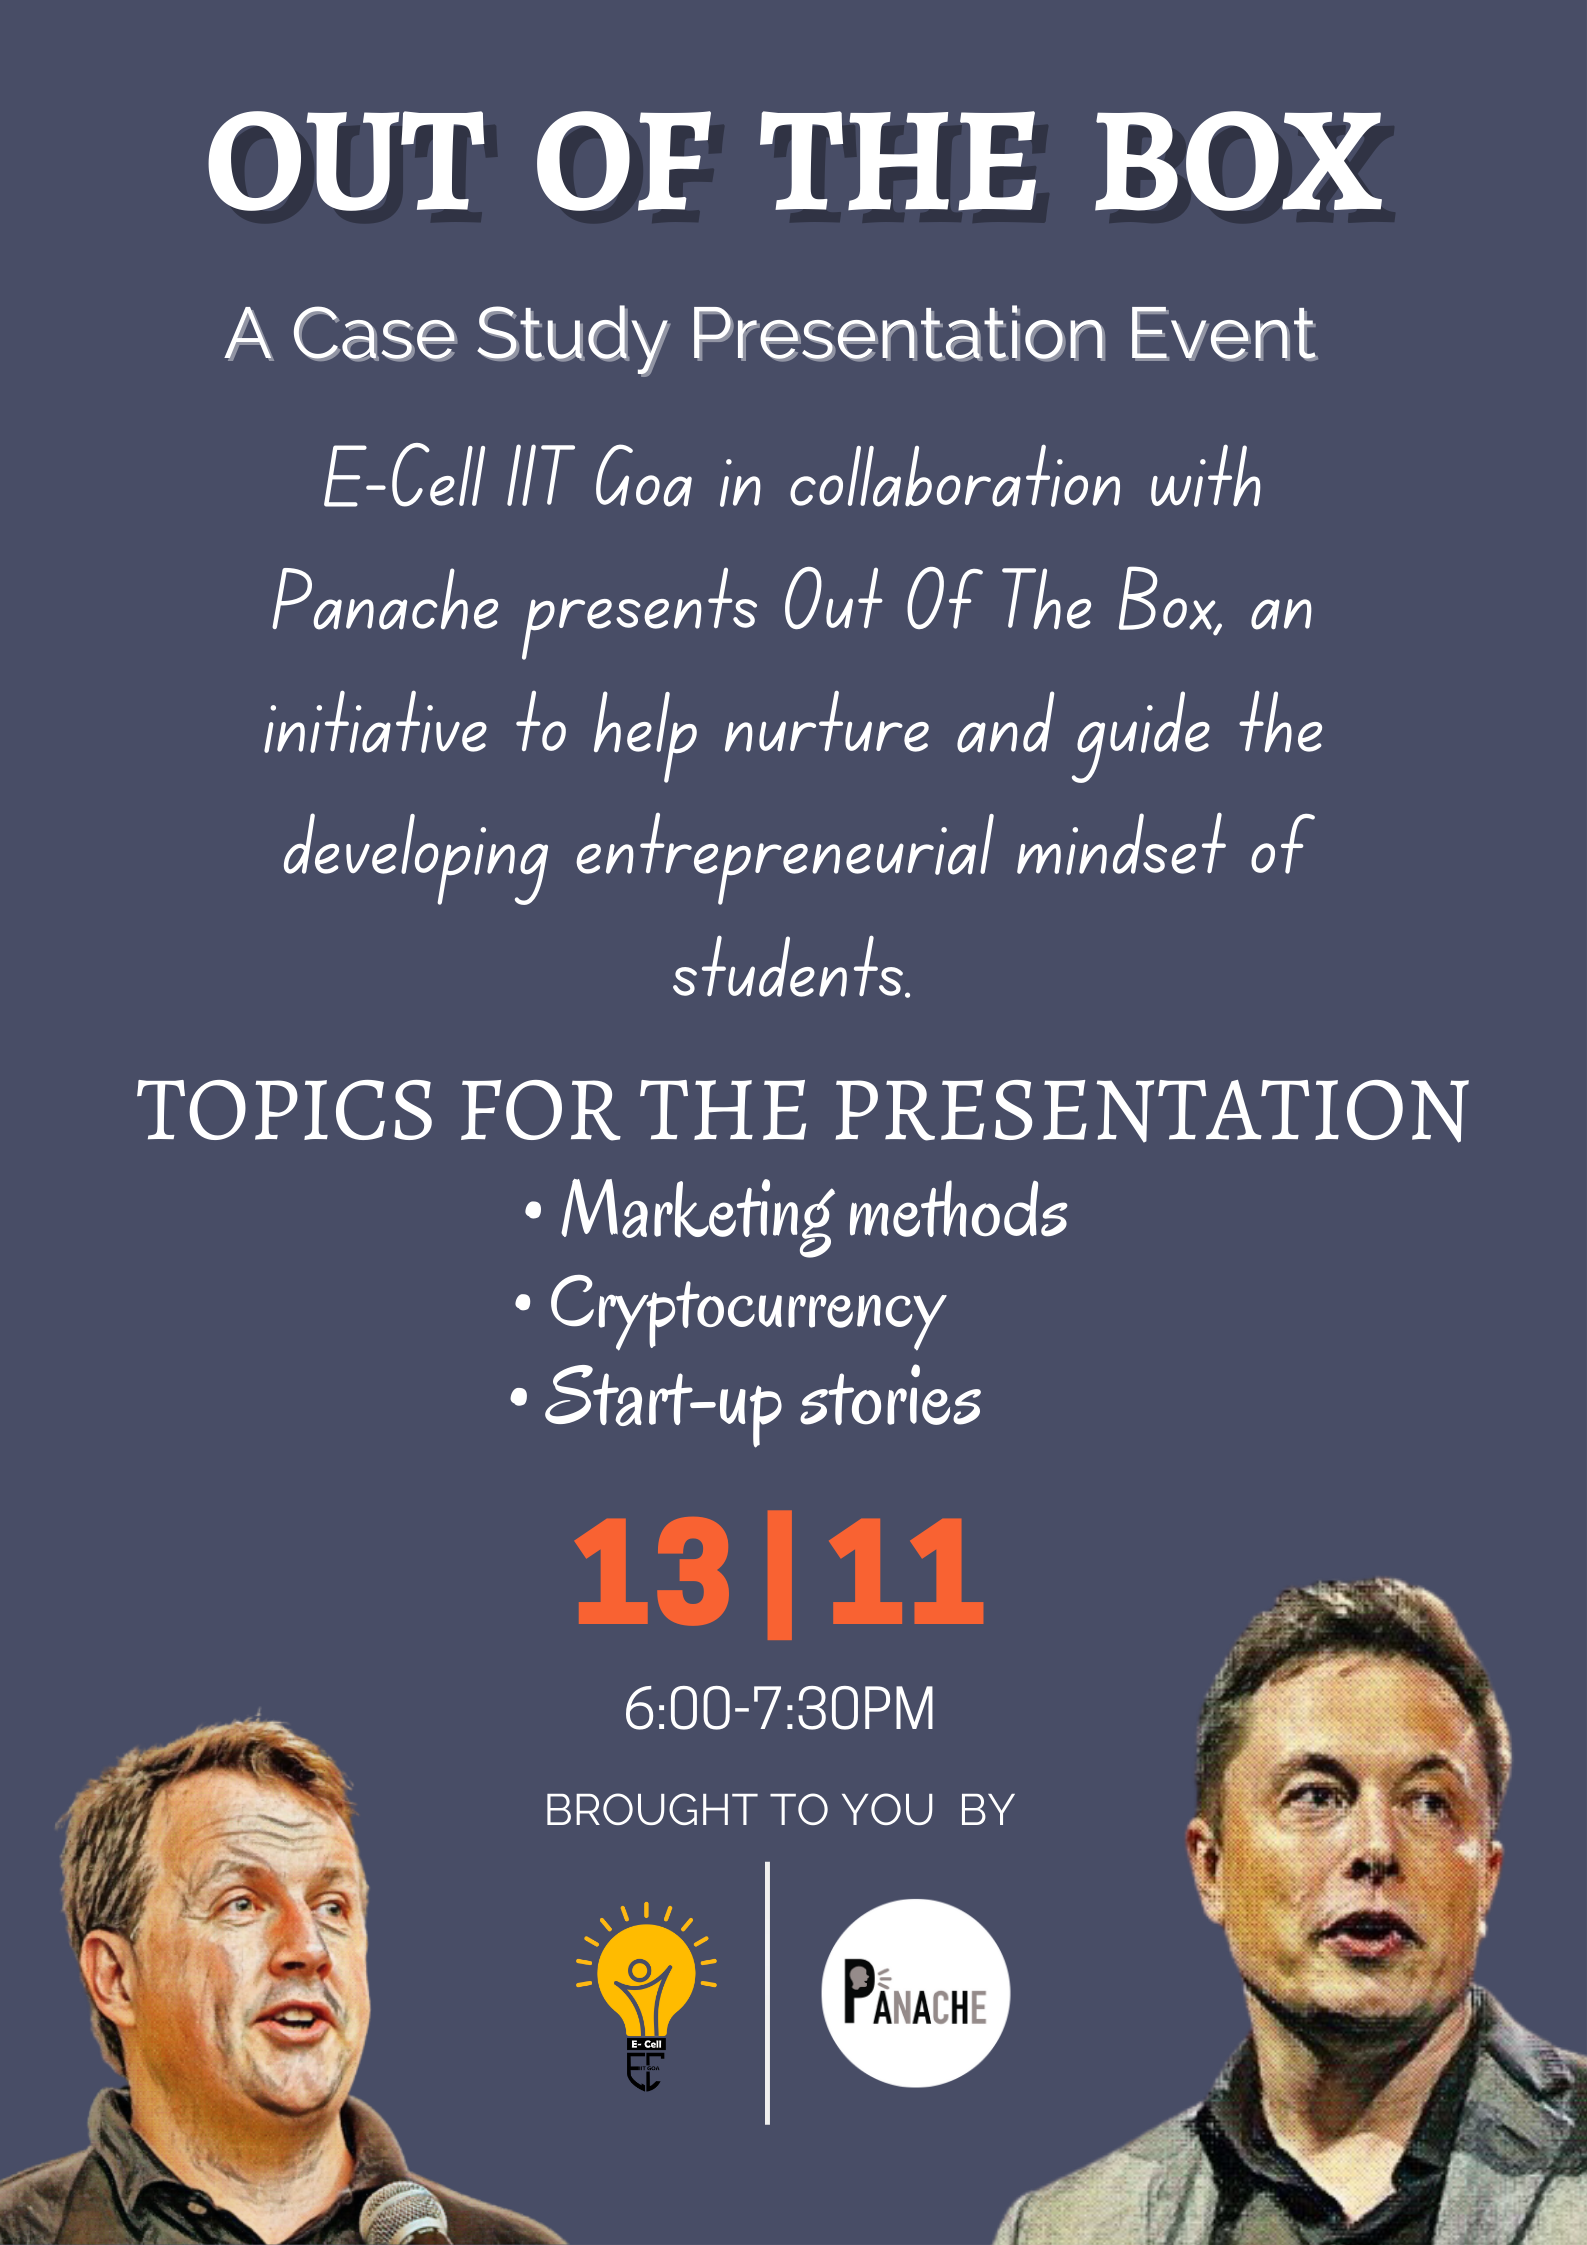 OUT OF THE BOX
A Case Study Presentation Event
E-Cell IIT Goa in collaboration with
Panache presents Out Of The Box, an
initiative to help nurture and guide the
developing entrepreneurial mindset of
students.
TOPICS FOR THE PRESENTATION
• Marketing methods
• Cryptocurrency
• Start-up stories
13|11
6:00-7:30PM
BROUGHT TO YOU BY
E- Cell
IIT GOA
PANACHE